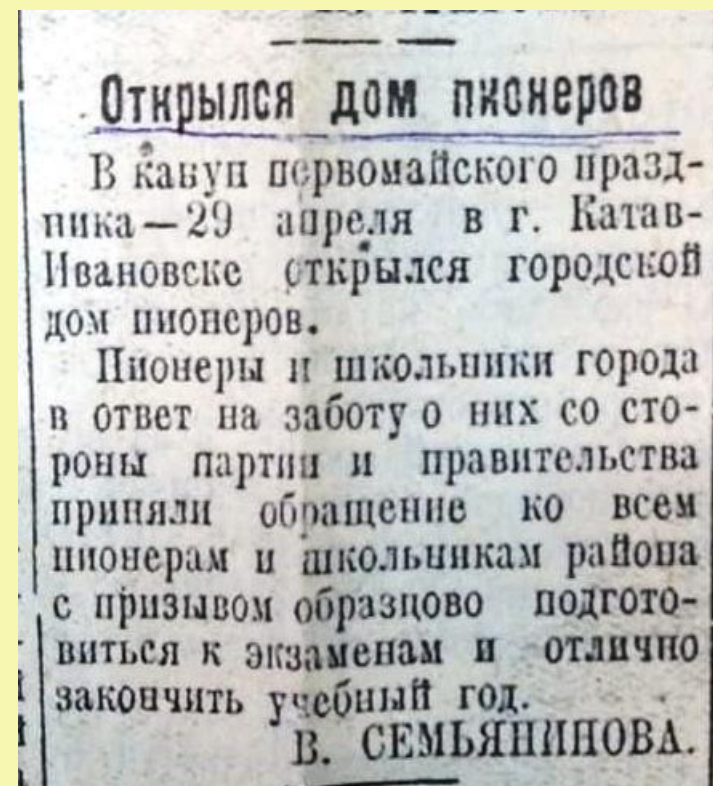 Открылся дом пионеров
В канун первомайского празд-
ника—29 апреля в г. Катав-
Ивановске открылся городской
дом пионеров.
Пионеры и школьники города
в ответ на заботу о них со сто-
роны партии и правительства
приняли обращение ко всем
пионерам и школьникам района
с призывом образцово подгото-
виться к экзаменам и отлично
закончить учебный год.
В. СЕМЬЯНИНОВА.